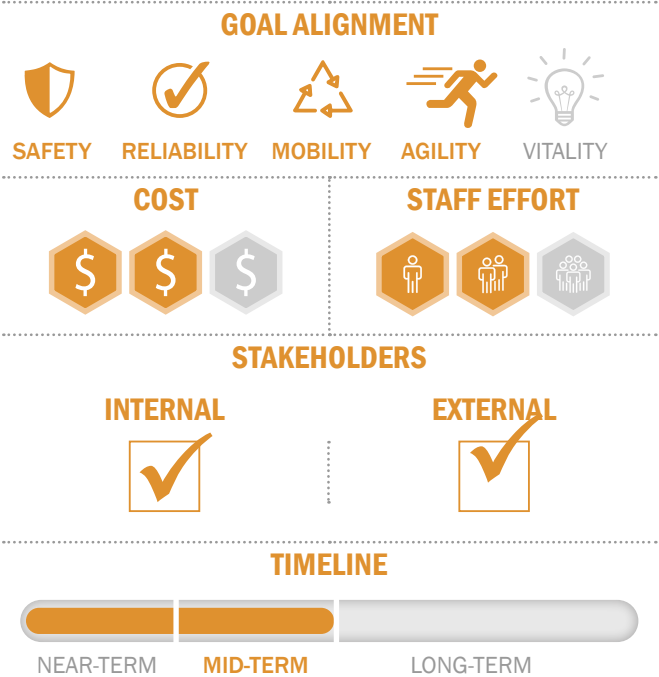 GOAL ALIGNMENT
SAFETY RELIABILITY MOBILITY AGILITY VITALITY
COST STAFF EFFORT
$ $ $
STAKEHOLDERS
INTERNAL EXTERNAL
TIMELINE
NEAR-TERM MID-TERM LONG-TERM